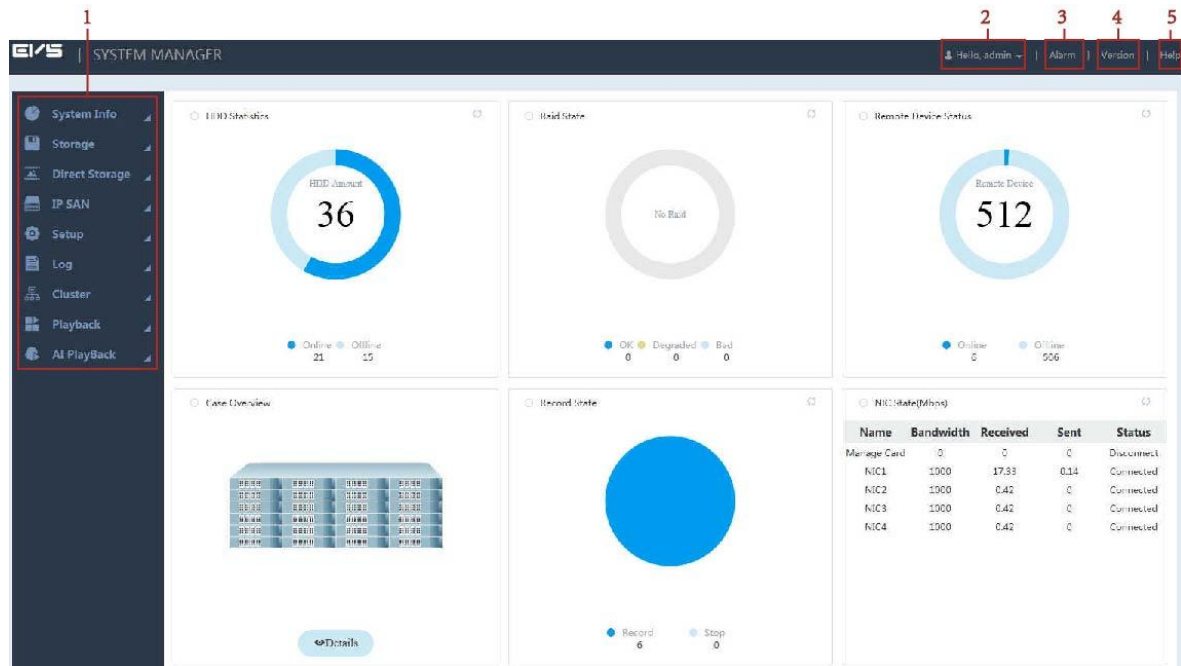 1
2 3 4 5
EIVS | SYSTEM MANAGER
Hello, admin | Alarm | Version | Help
System Info
Storage
Direct Storage
IP SAN
Setup
Log
Cluster
Playback
AI PlayBack
HDD Statistics
HDD Amount
36
Online Offline
21 15
Raid State
No Raid
OK Degraded Bad
0 0 0
Remote Device Status
Remote Device
512
Online Offline
6 506
Case Overview
Details
Record State
Record Stop
6 0
NIC State(Mbps)
Name Bandwidth Received Sent Status
Manage Card 0 0 0 Disconnect
NIC1 1000 17.33 0.14 Connected
NIC2 1000 0.42 0 Connected
NIC3 1000 0.42 0 Connected
NIC4 1000 0.42 0 Connected